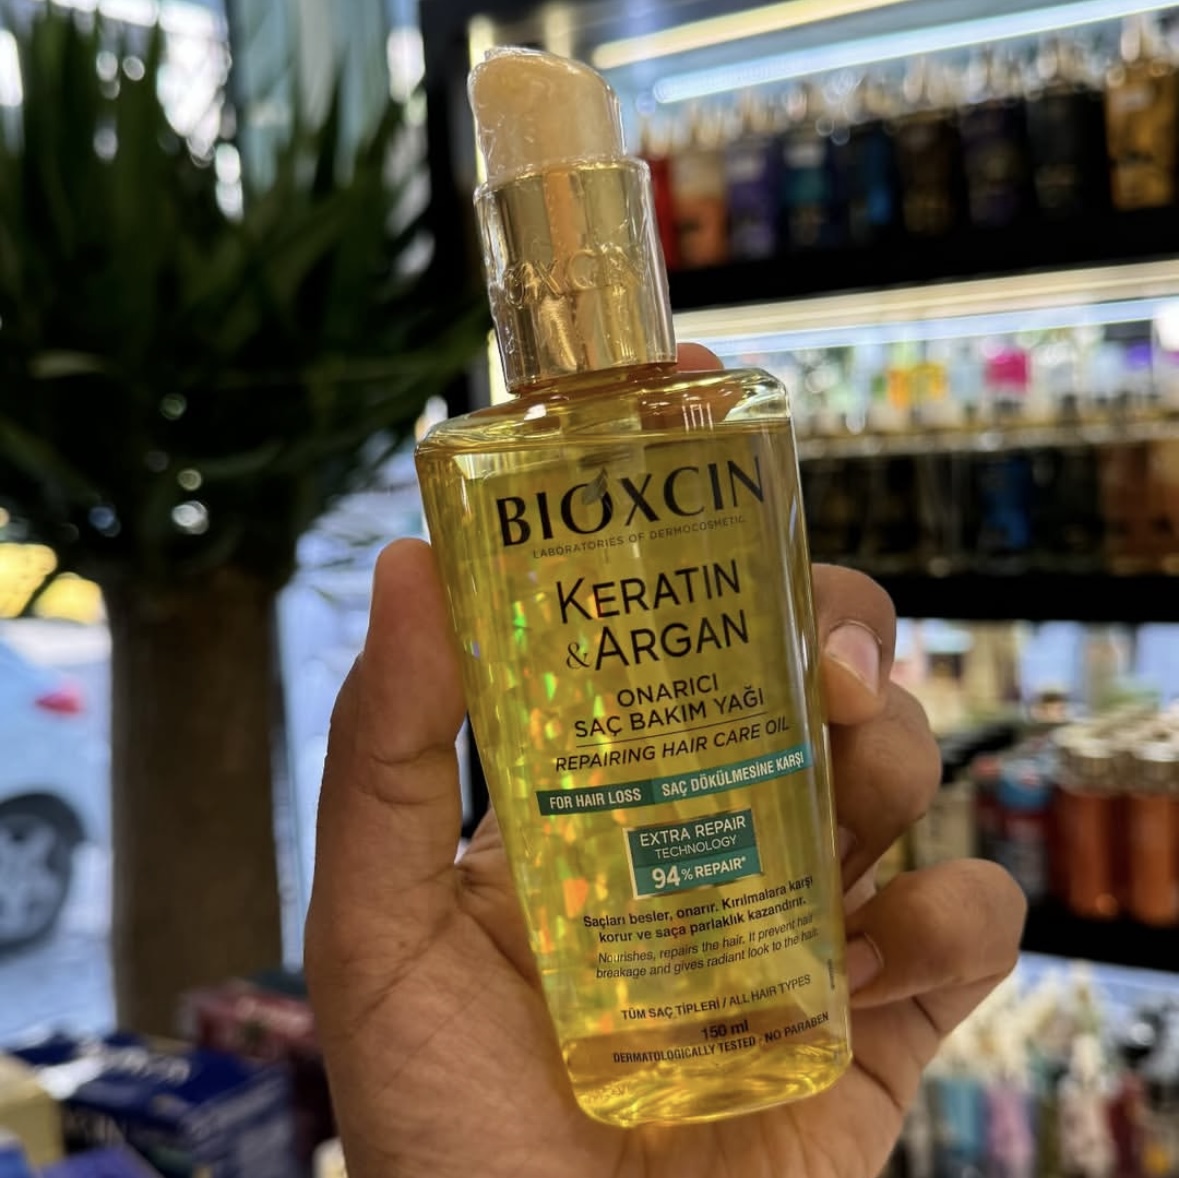 BIOXCIN
LABORATORIES OF DERMOCOSMETIC
KERATIN
&ARGAN
ONARICI
SAÇ BAKIM YAĞI
REPAIRING HAIR CARE OIL
FOR HAIR LOSS SAÇ DÖKÜLMESİNE KARŞI
EXTRA REPAIR
TECHNOLOGY
94% REPAIR*
Saçları besler, onarır. Kırılmalara karşı
korur ve saça parlaklık kazandırır.
Nourishes, repairs the hair. It prevent hair
breakage and gives radiant look to the hair.
TÜM SAÇ TİPLERİ / ALL HAIR TYPES
150 ml
DERMATOLOGICALLY TESTED - NO PARABEN